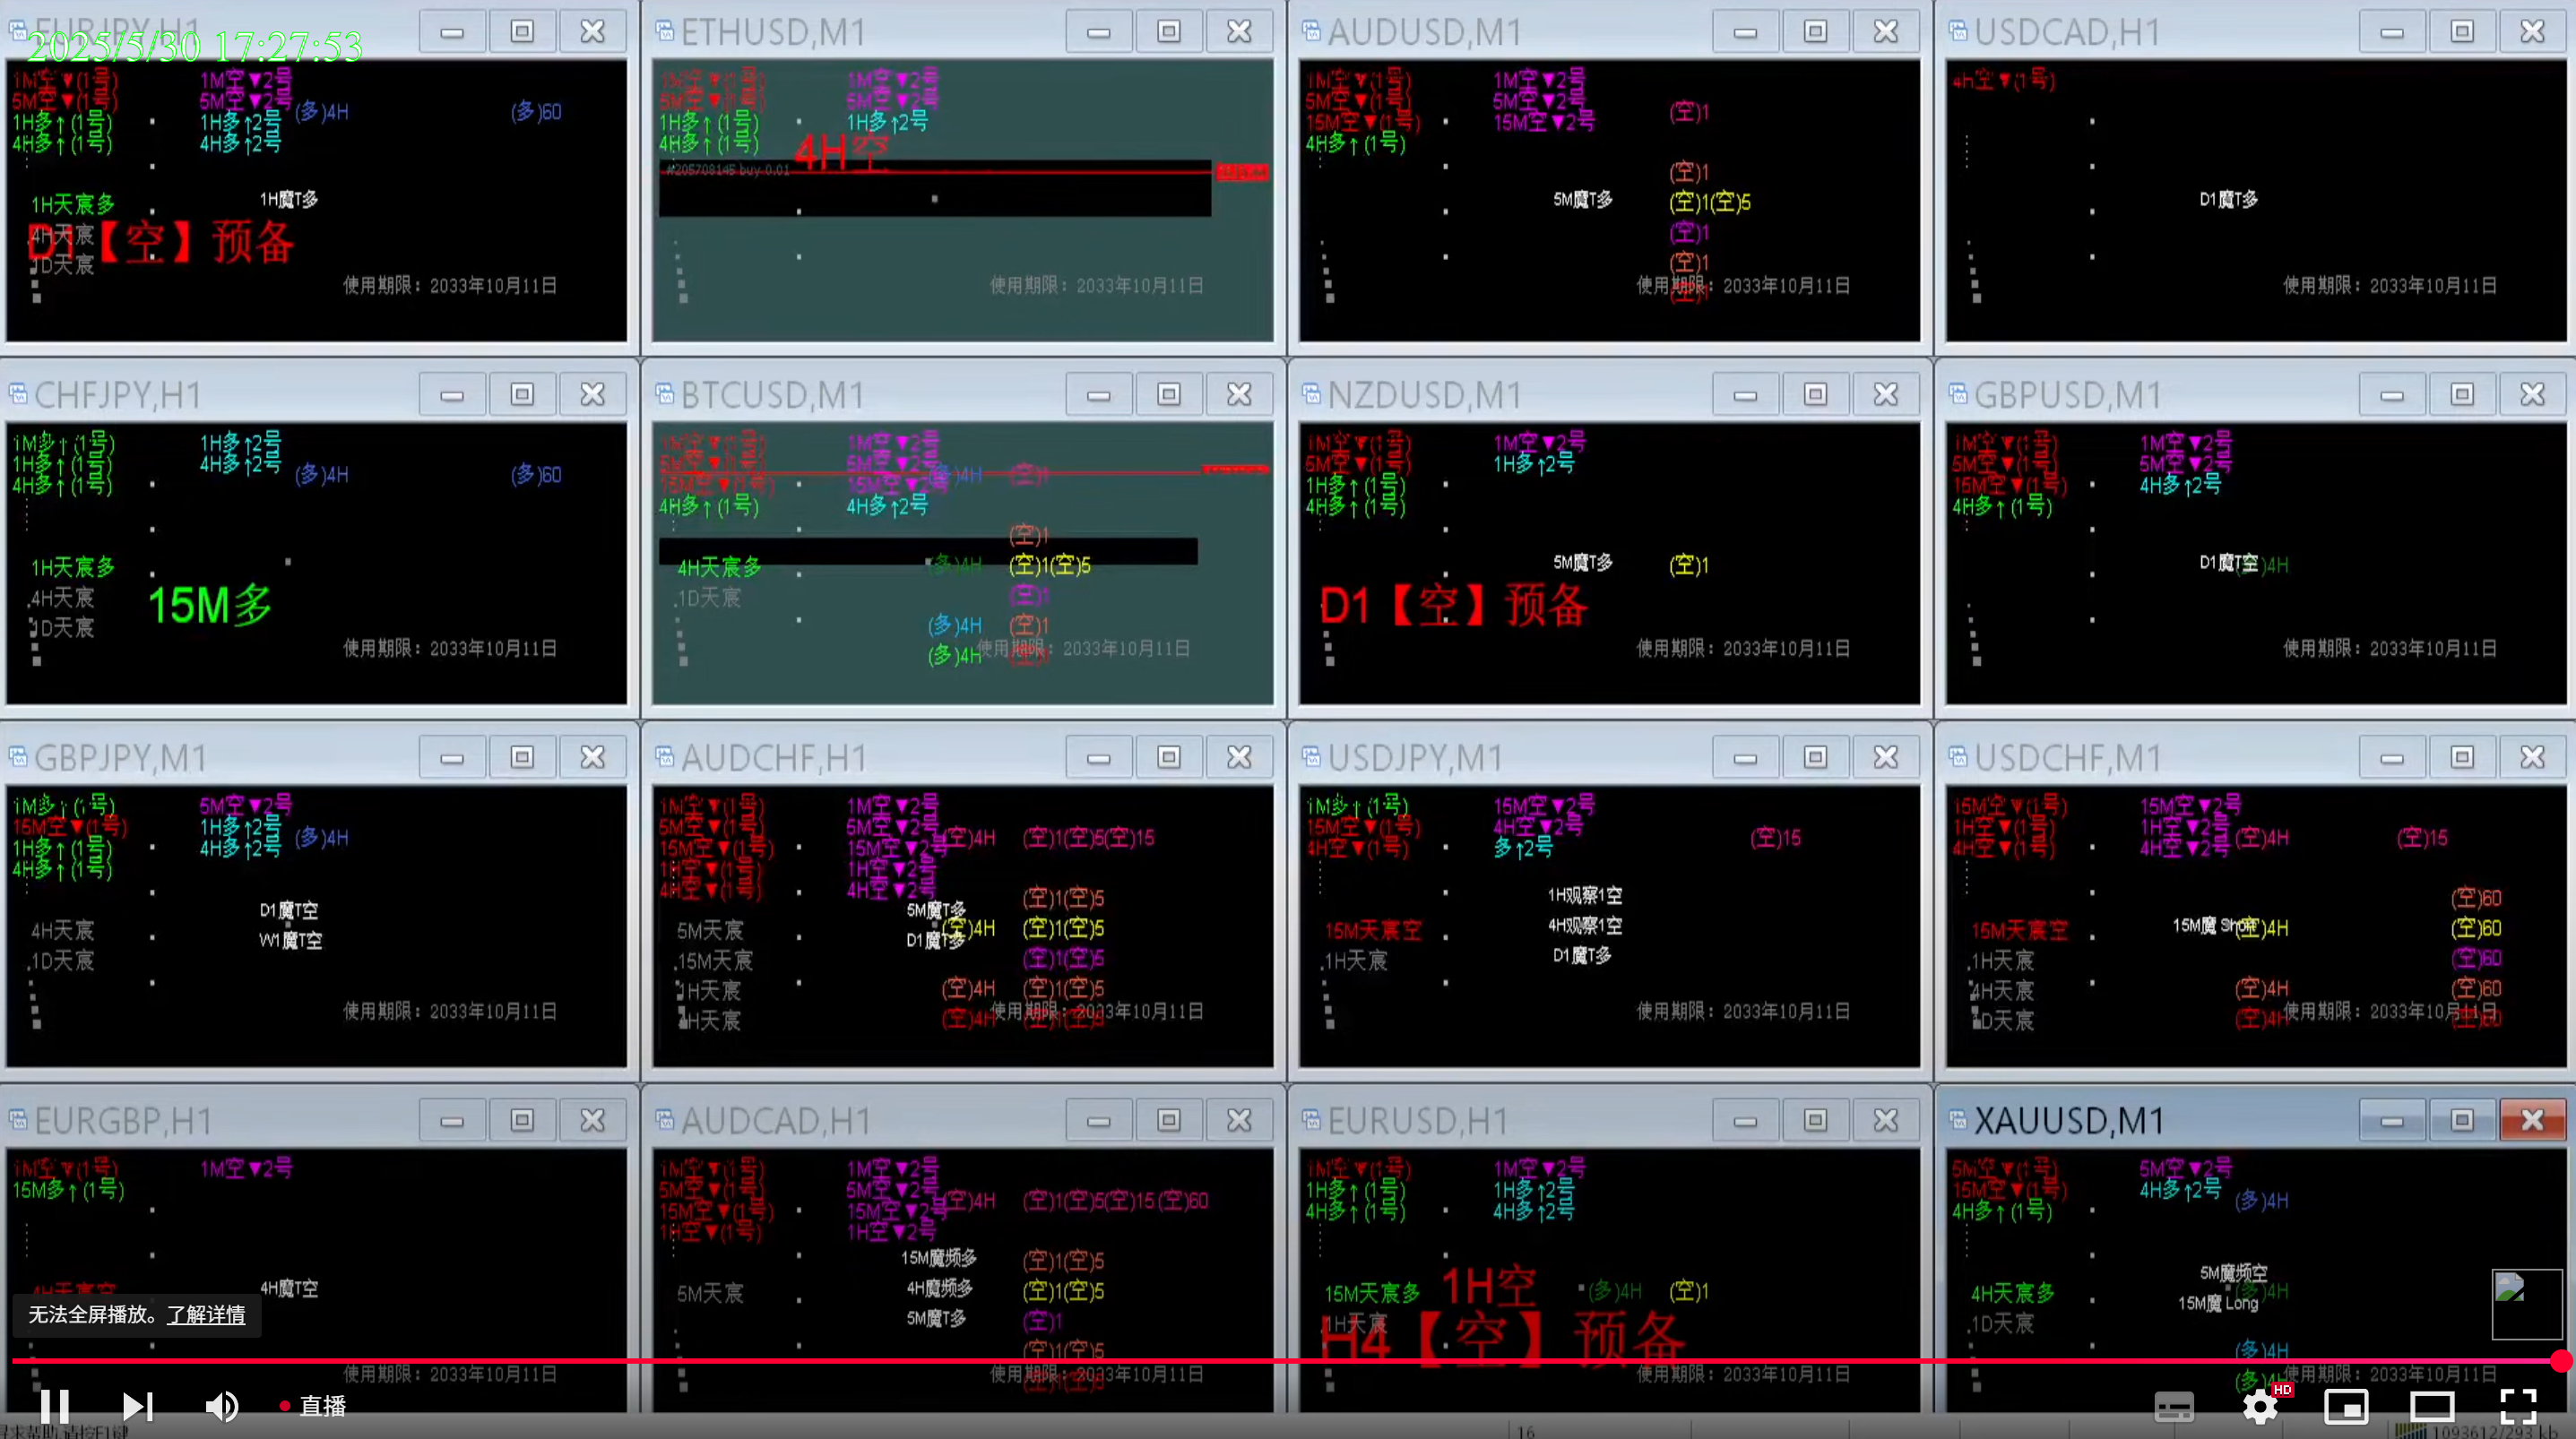 EURJPY,H1
2025/5/30 17:27:53
1M空▼(1号)
5M空▼(1号)
1H多↑(1号)
4H多↑(1号)
1M空▼2号
5M空▼2号
1H多↑2号
4H多↑2号
(多)4H
(多)60
1H天宸多
4H天宸
1D天宸
1H魔T多
D1【空】预备
使用期限：2033年10月11日
ETHUSD,M1
1M空▼(1号)
5M空▼(1号)
1H多↑(1号)
4H多↑(1号)
1M空▼2号
5M空▼2号
1H多↑2号
4H空
#205708145 buy 0.01
使用期限：2033年10月11日
AUDUSD,M1
1M空▼(1号)
5M空▼(1号)
15M空▼(1号)
4H多↑(1号)
1M空▼2号
5M空▼2号
15M空▼2号
(空)1
(空)1
(空)1(空)5
(空)1
(空)1
(空)1
5M魔T多
使用期限：2033年10月11日
USDCAD,H1
4h空▼(1号)
D1魔T多
使用期限：2033年10月11日
CHFJPY,H1
1M多↑(1号)
1H多↑(1号)
4H多↑(1号)
1H多↑2号
4H多↑2号
(多)4H
(多)60
1H天宸多
4H天宸
1D天宸
15M多
使用期限：2033年10月11日
BTCUSD,M1
1M空▼(1号)
5M空▼(1号)
15M空▼(1号)
4H多↑(1号)
1M空▼2号
5M空▼2号
15M空▼2号
4H多↑2号
(多)4H
(空)1
(空)1
4H天宸多
(多)4H
(空)1(空)5
1D天宸
(空)1
(多)4H
(空)1
(多)4H
使用期限：2033年10月11日
NZDUSD,M1
1M空▼(1号)
5M空▼(1号)
1H多↑(1号)
4H多↑(1号)
1M空▼2号
1H多↑2号
5M魔T多
(空)1
D1【空】预备
使用期限：2033年10月11日
GBPUSD,M1
1M空▼(1号)
5M空▼(1号)
15M空▼(1号)
4H多↑(1号)
1M空▼2号
5M空▼2号
4H多↑2号
D1魔T空
)4H
使用期限：2033年10月11日
GBPJPY,M1
1M多↑(1号)
15M空▼(1号)
1H多↑(1号)
4H多↑(1号)
5M空▼2号
1H多↑2号
4H多↑2号
(多)4H
D1魔T空
W1魔T空
4H天宸
1D天宸
使用期限：2033年10月11日
AUDCHF,H1
1M空▼(1号)
5M空▼(1号)
15M空▼(1号)
1H空▼(1号)
4H空▼(1号)
1M空▼2号
5M空▼2号
15M空▼2号
1H空▼2号
4H空▼2号
(空)4H
(空)1(空)5(空)15
(空)1(空)5
5M魔T多
D1魔T多
(空)4H
(空)1(空)5
5M天宸
15M天宸
1H天宸
4H天宸
(空)1(空)5
(空)4H
(空)1(空)5
(空)4H
使用期限：2033年10月11日
USDJPY,M1
1M多↑(1号)
15M空▼(1号)
4H空▼(1号)
15M空▼2号
4H空▼2号
多↑2号
(空)15
1H观察1空
4H观察1空
D1魔T多
15M天宸空
1H天宸
使用期限：2033年10月11日
USDCHF,M1
15M空▼(1号)
1H空▼(1号)
4H空▼(1号)
15M空▼2号
1H空▼2号
4H空▼2号
(空)4H
(空)15
(空)60
15M魔 Short
(空)4H
(空)60
15M天宸空
1H天宸
4H天宸
1D天宸
(空)60
(空)4H
(空)60
(空)4H
(空)60
使用期限：2033年10月11日
EURGBP,H1
1M空▼(1号)
15M多↑(1号)
1M空▼2号
4H天宸空
4H魔T空
无法全屏播放。了解详情
使用期限：2033年10月11日
AUDCAD,H1
1M空▼(1号)
5M空▼(1号)
15M空▼(1号)
1H空▼(1号)
1M空▼2号
5M空▼2号
15M空▼2号
1H空▼2号
(空)4H
(空)1(空)5(空)15(空)60
15M魔频多
4H魔频多
5M魔T多
5M天宸
(空)1(空)5
(空)1(空)5
(空)1
(空)1(空)5
(空)1(空)5
使用期限：2033年10月11日
EURUSD,H1
1M空▼(1号)
1H多↑(1号)
4H多↑(1号)
1M空▼2号
1H多↑2号
4H多↑2号
15M天宸多
1H天宸
1H空
(多)4H
(空)1
H4【空】预备
使用期限：2033年10月11日
XAUUSD,M1
5M空▼(1号)
15M空▼(1号)
4H多↑(1号)
5M空▼2号
4H多↑2号
(多)4H
5M魔频空
15M魔 Long
4H天宸多
1D天宸
(多)4H
(多)4H
使用期限：2033年10月11日
直播
HD
16
1093612/293 kb